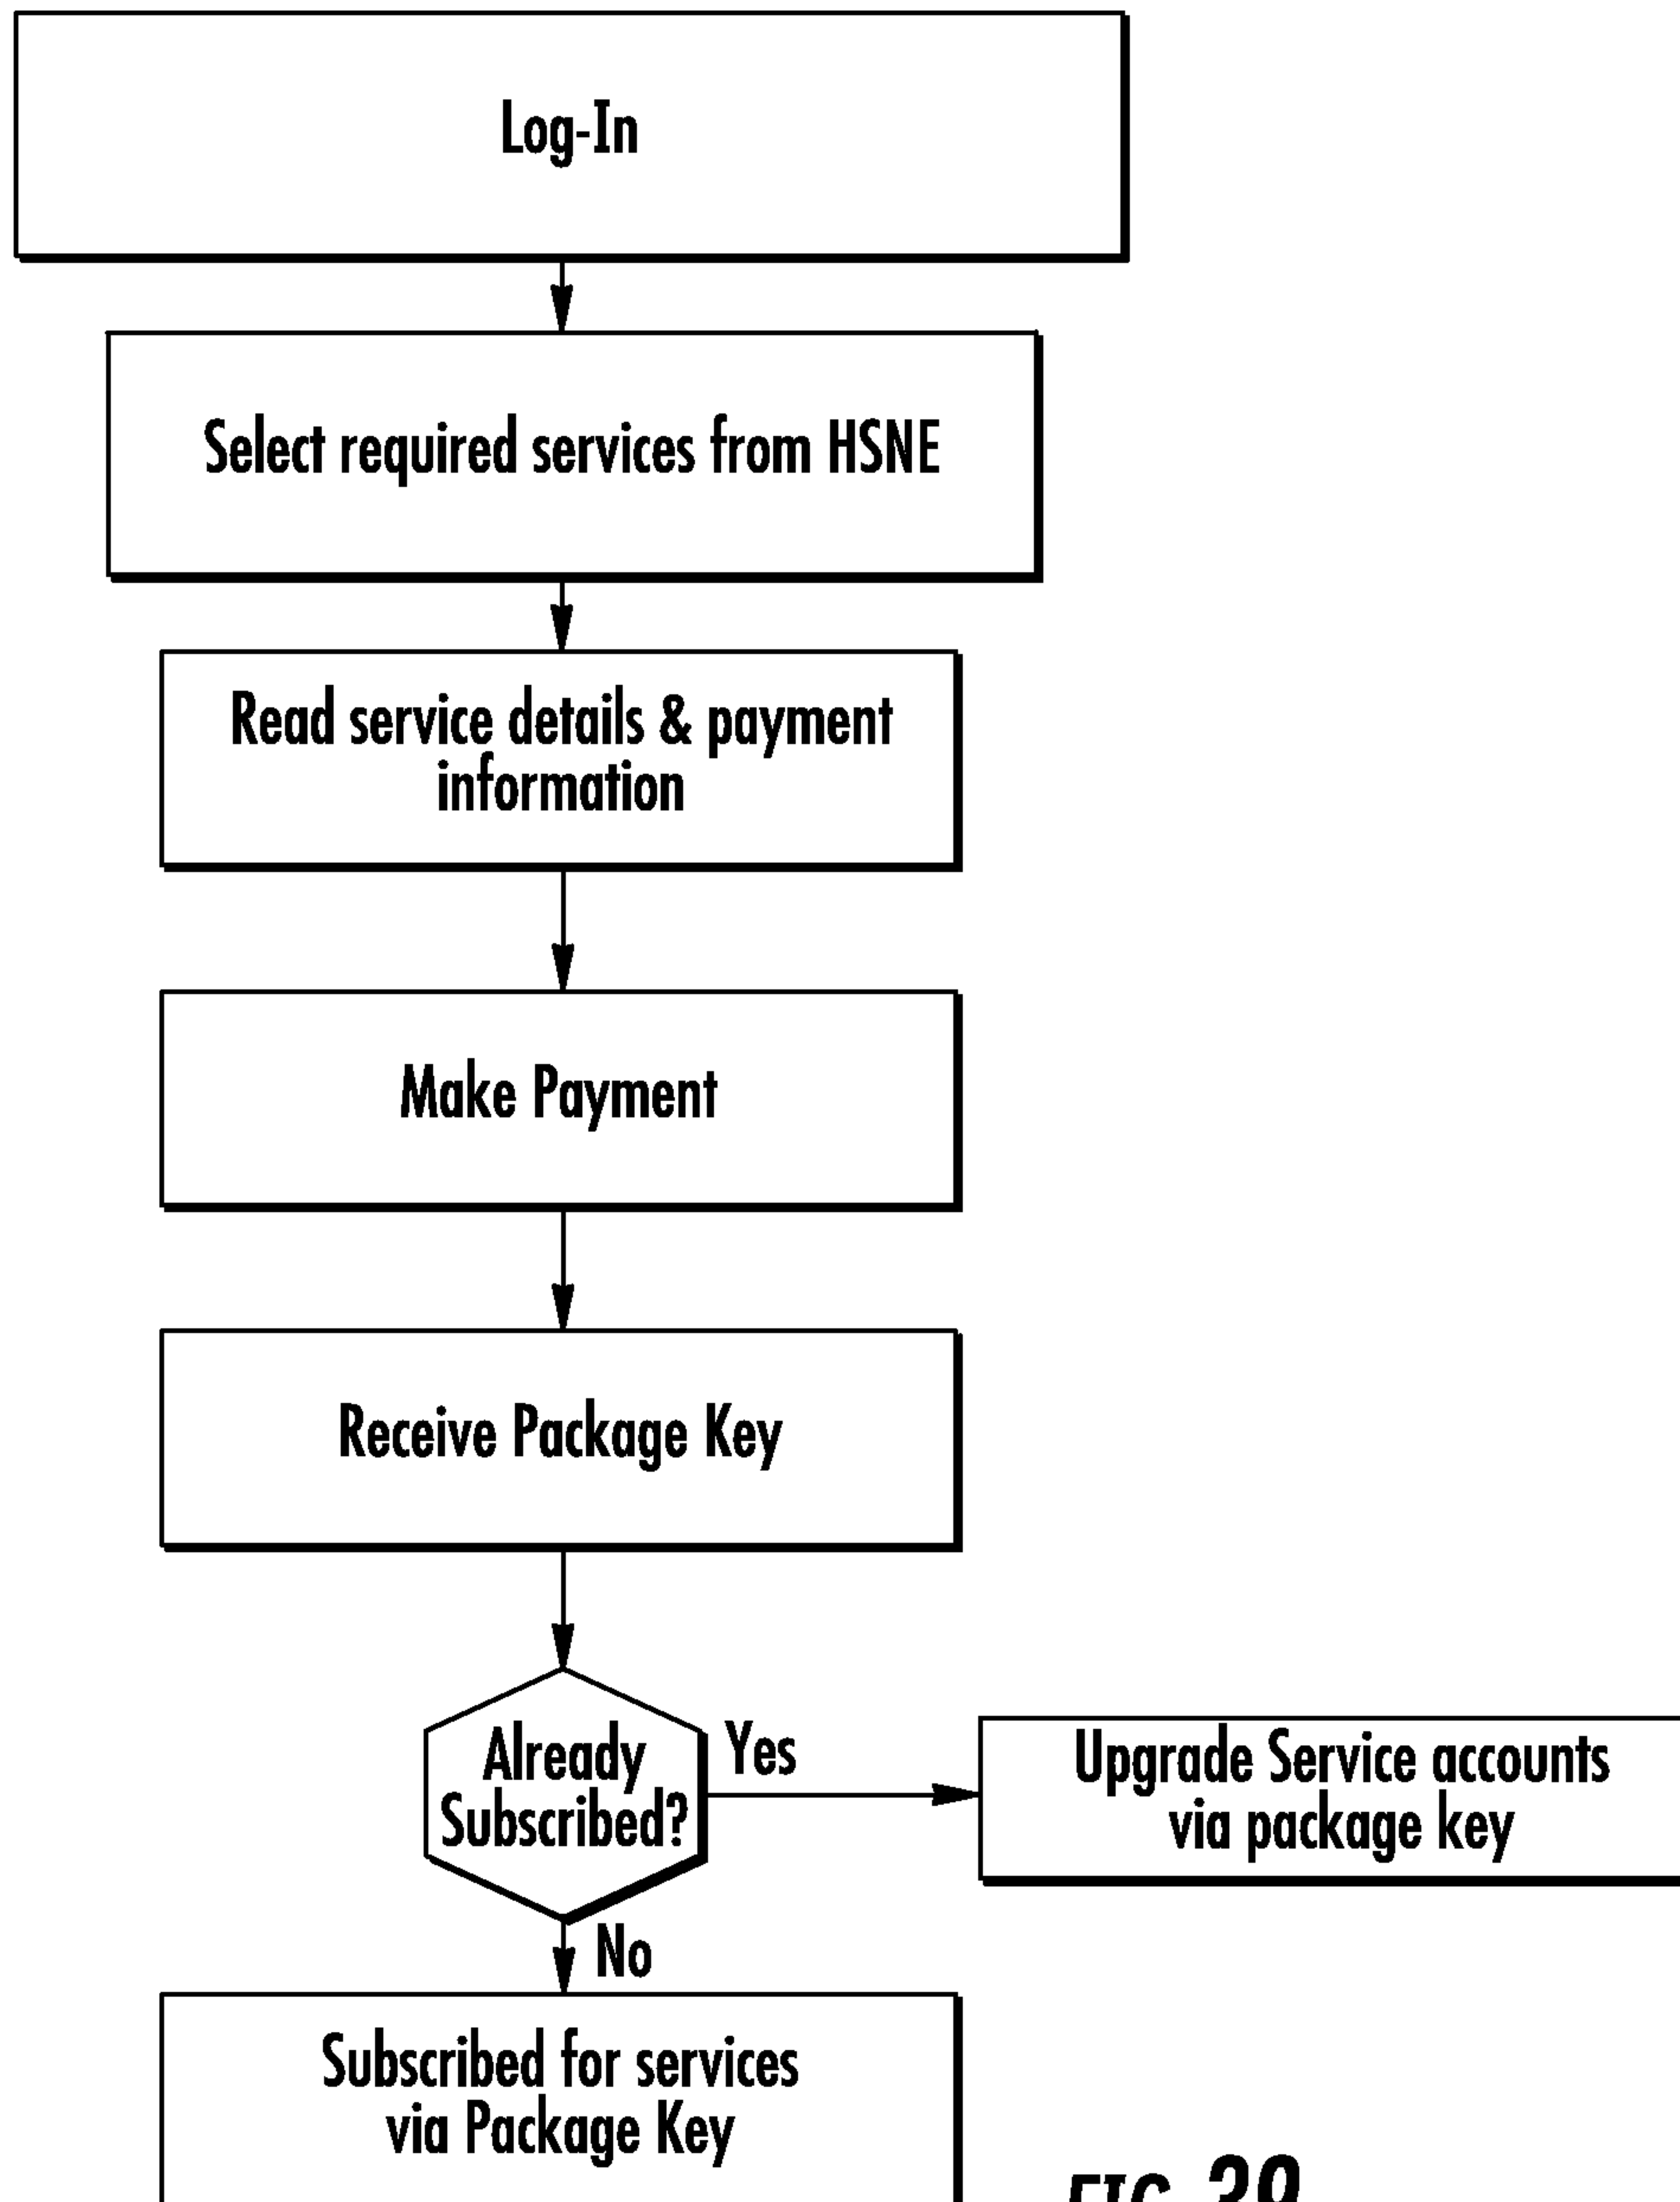 Log-In
Select required services from HSNE
Read service details & payment
information
Make Payment
Receive Package Key
Already
Subscribed?
Yes
Upgrade Service accounts
via package key
No
Subscribed for services
via Package Key
FIG.